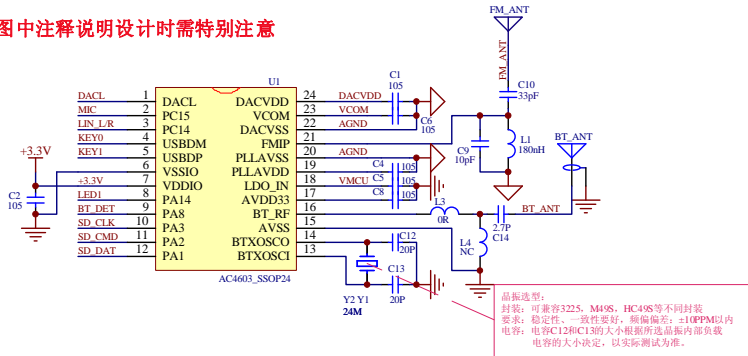 图中注释说明设计时需特别注意
FM_ANT
FM_ANT
C10
33pF
U1
C1
105
DACL 1 DACL DACVDD 24 DACVDD
MIC 2 PC15 VCOM 23 VCOM
LIN_L/R 3 PC14 DACVSS 22 AGND
C6
105
KEY0 4 USBDM FMIP 21
KEY1 5 USBDP PLLAVSS 20 AGND
6 VSSIO PLLAVDD 19
+3.3V 7 VDDIO LDO_IN 18 VMCU
LED1 8 PA14 AVDD33 17
BT_DET 9 PA8 BT_RF 16
SD_CLK 10 PA3 AVSS 15
SD_CMD 11 PA2 BTXOSCO 14
SD_DAT 12 PA1 BTXOSCI 13
AC4603_SSOP24
+3.3V
C2
105
C4 105
C5 105
C8 105
C9
10pF
L1
180nH
BT_ANT
L3
0R
BT_ANT
2.7P
C14
L4
NC
C12
20P
C13
20P
Y2 Y1
24M
晶振选型:
封装: 可兼容3225, M49S, HC49S等不同封装
要求: 稳定性、一致性要好, 频偏偏差: ±10PPM以内
电容: 电容C12和C13的大小根据所选晶振内部负载
电容的大小决定, 以实际测试为准。